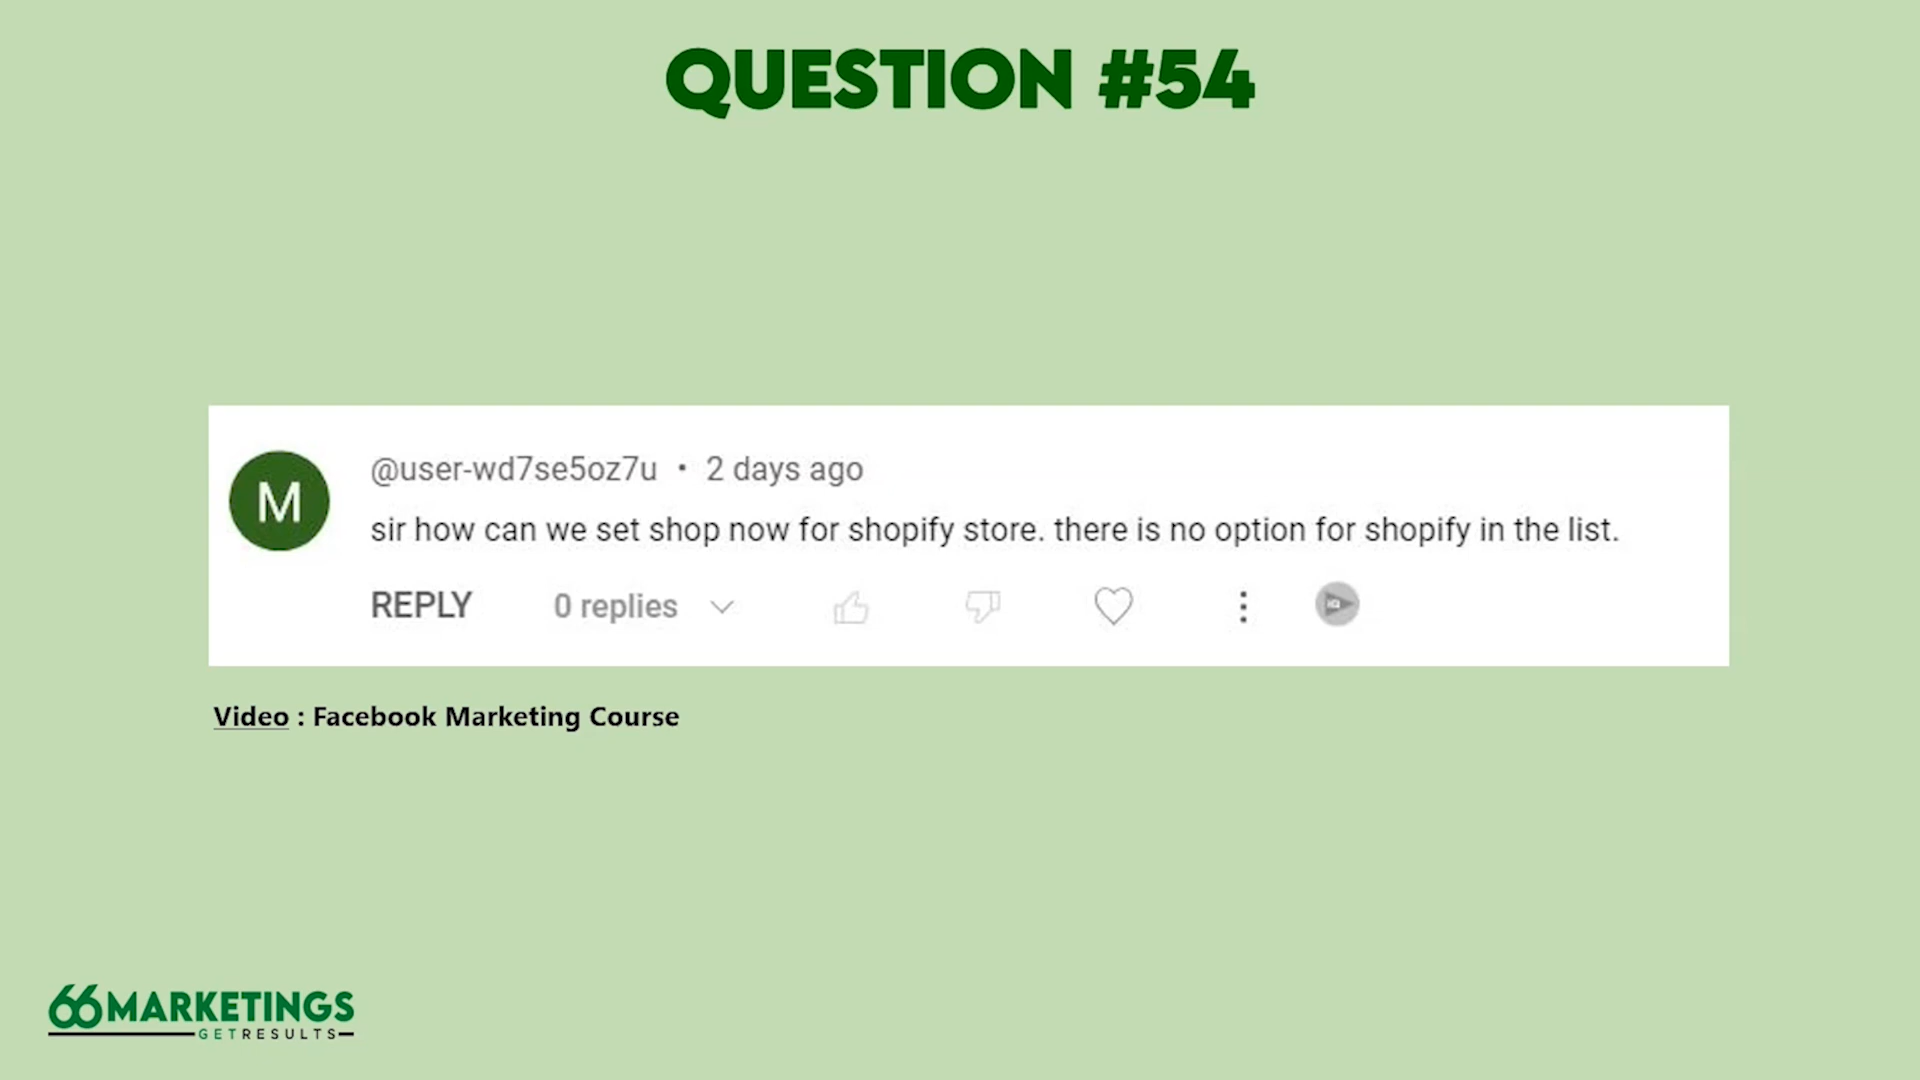 QUESTION #54
@user-wd7se5oz7u • 2 days ago
M
sir how can we set shop now for shopify store. there is no option for shopify in the list.
REPLY 0 replies
Video : Facebook Marketing Course
66MARKETINGS
GETRESULTS